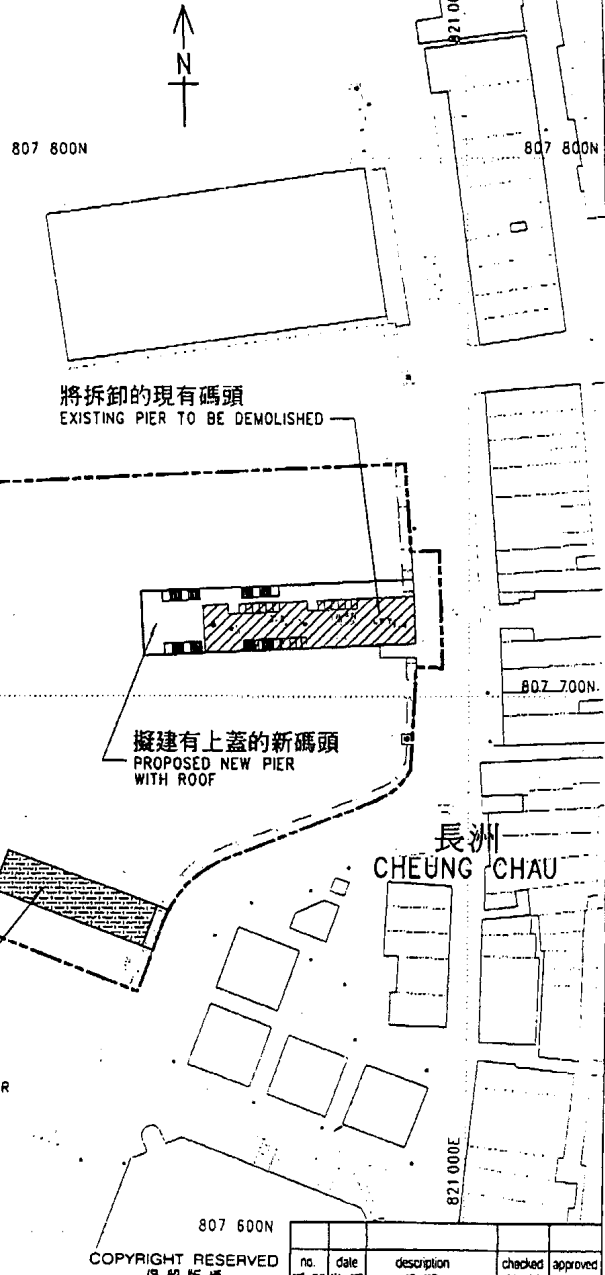 821 00
N
807 800N
807 800N
將拆卸的現有碼頭
EXISTING PIER TO BE DEMOLISHED
807 700N
擬建有上蓋的新碼頭
PROPOSED NEW PIER
WITH ROOF
長洲
CHEUNG CHAU
R
821 000E
807 600N
COPYRIGHT RESERVED
no. date description checked approved